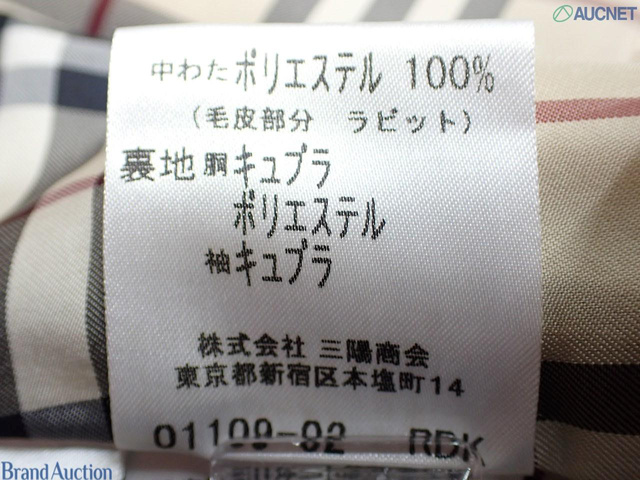 AUCNET
中わた ポリエステル 100%
(毛皮部分 ラビット)
裏地 胴 キュプラ
ポリエステル
袖 キュプラ
株式会社 三陽商会
東京都新宿区本塩町14
01109-02 RDK
Brand Auction